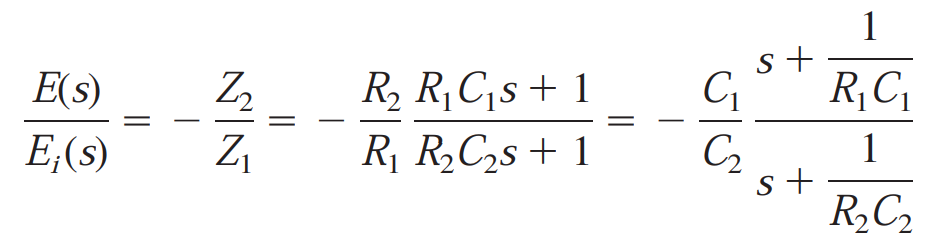 E(s)/E_i(s) = − Z_2/Z_1 = − R_2/R_1 (R_1C_1s + 1)/(R_2C_2s + 1) = − C_1/C_2 (s + 1/(R_1C_1))/(s + 1/(R_2C_2))